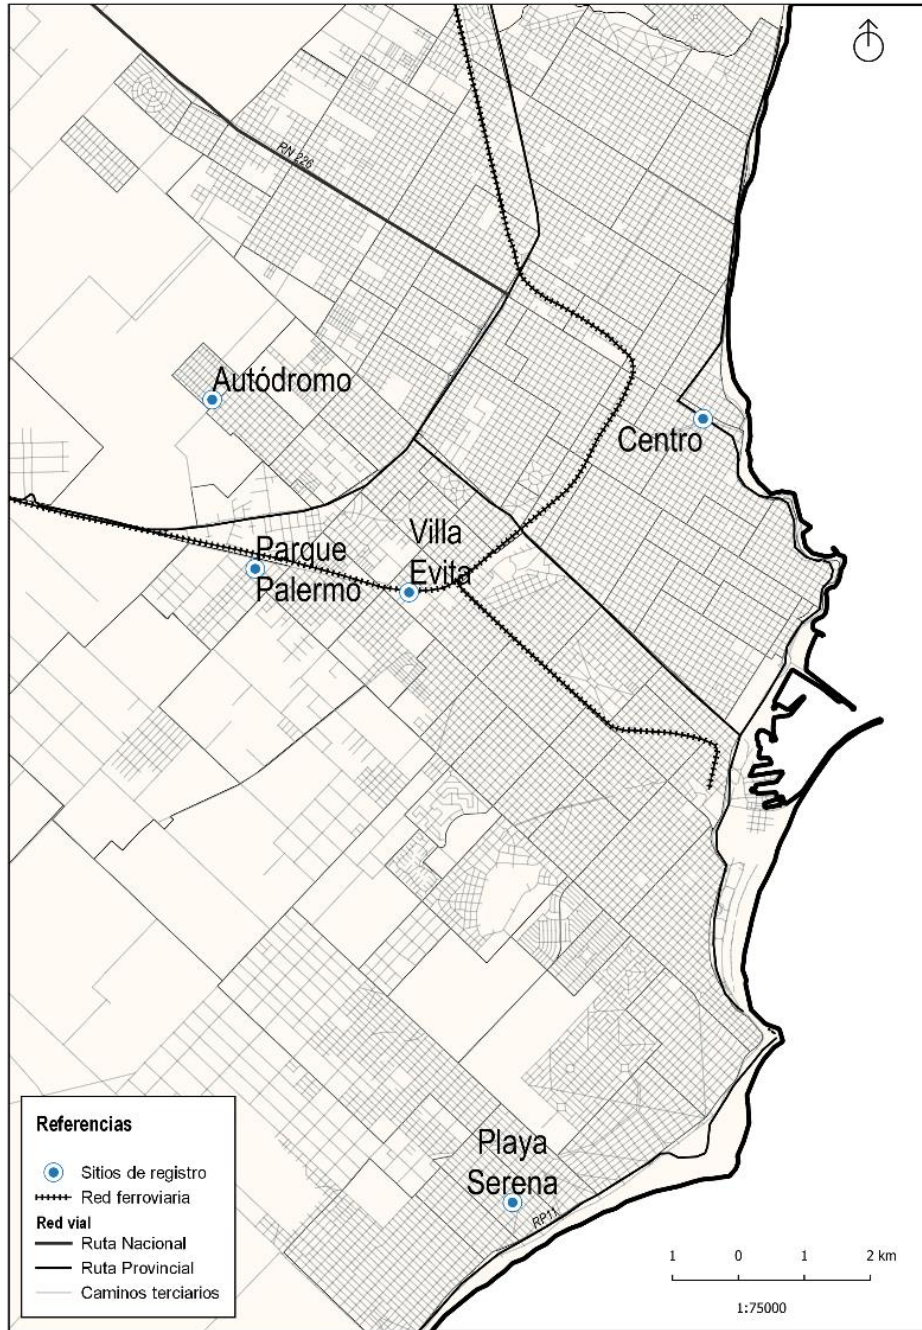 RN 226
Autódromo
Centro
Villa
Evita
Parque
Palermo
Playa
Serena
RP11
Referencias
Sitios de registro
Red ferroviaria
Red vial
Ruta Nacional
Ruta Provincial
Caminos terciarios
1 0 1 2 km
1:75000